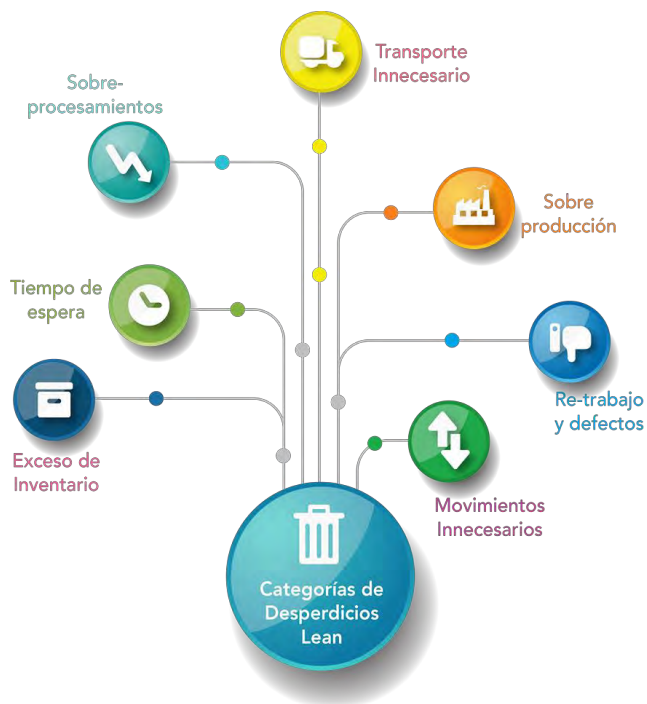 Transporte
Innecesario
Sobre-
procesamientos
Sobre
producción
Tiempo de
espera
Re-trabajo
y defectos
Exceso de
Inventario
Movimientos
Innecesarios
Categorías de
Desperdicios
Lean